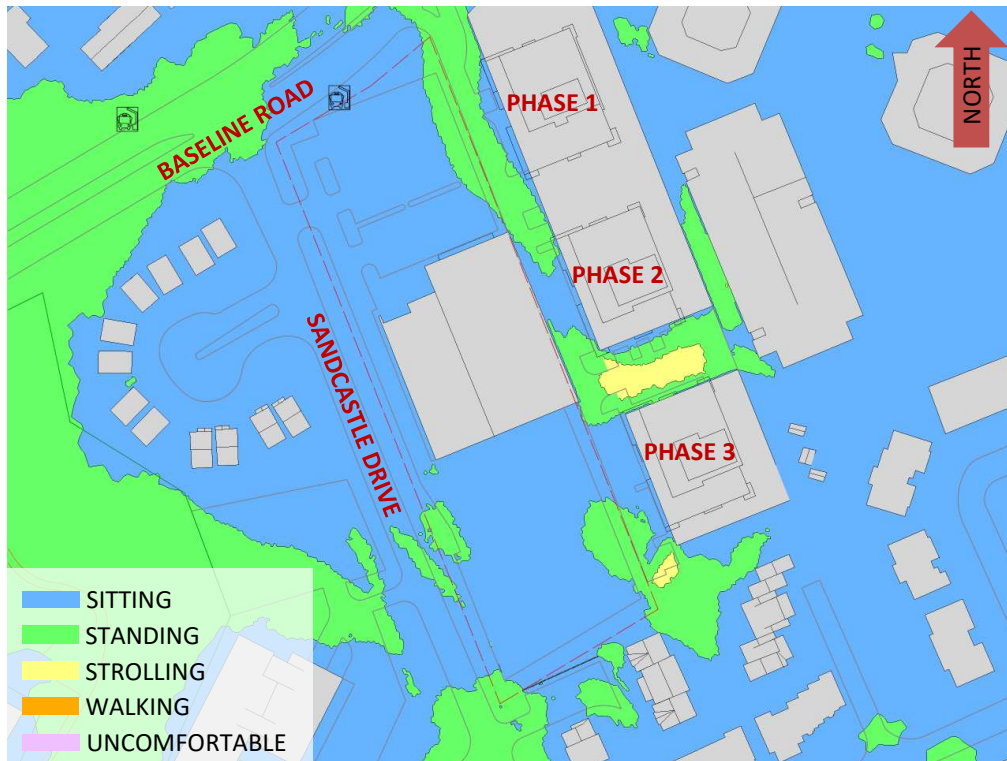 NORTH
PHASE 1
BASELINE ROAD
PHASE 2
SANDCASTLE DRIVE
PHASE 3
SITTING
STANDING
STROLLING
WALKING
UNCOMFORTABLE